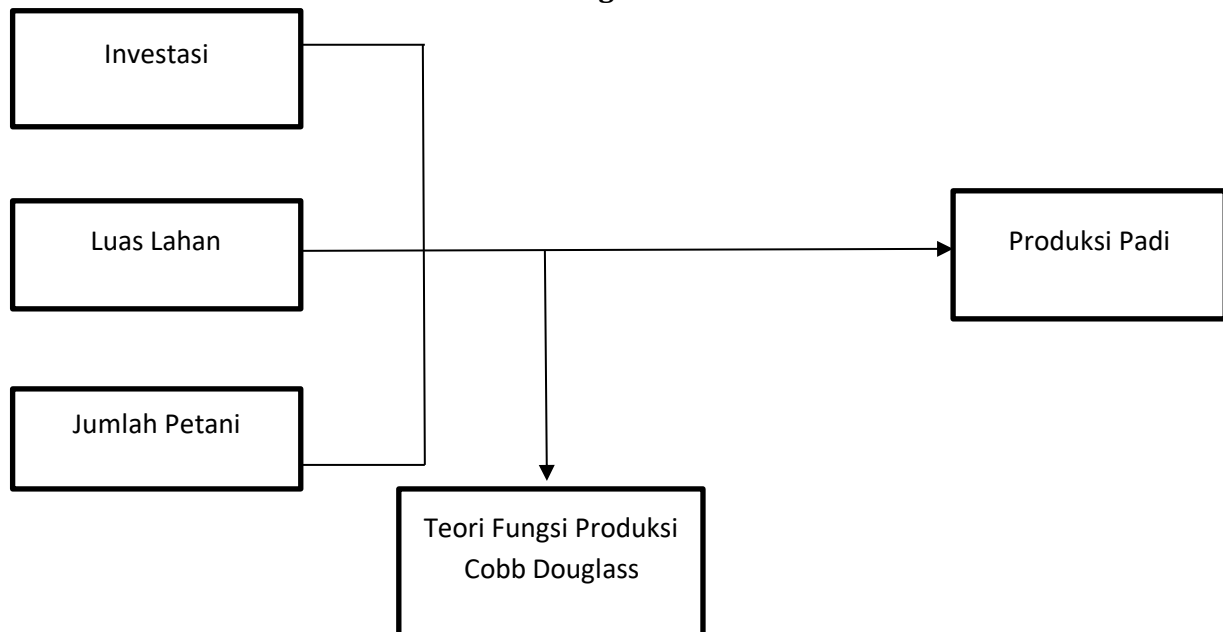 Investasi
Luas Lahan
Produksi Padi
Jumlah Petani
Teori Fungsi Produksi
Cobb Douglass